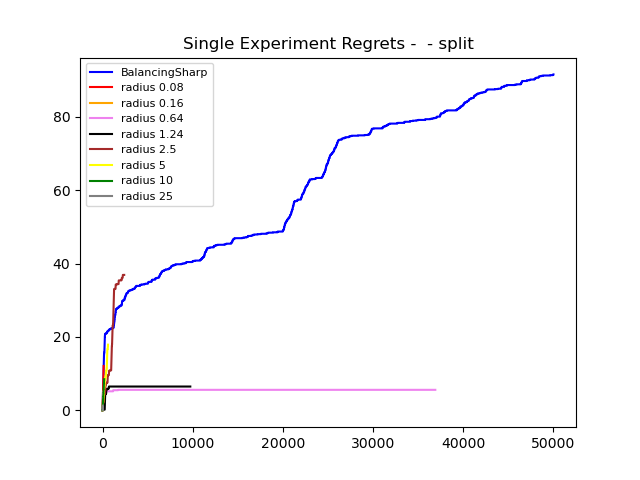 Single Experiment Regrets -  - split
BalancingSharp
radius 0.08
radius 0.16
radius 0.64
radius 1.24
radius 2.5
radius 5
radius 10
radius 25
80
60
40
20
0
0 10000 20000 30000 40000 50000